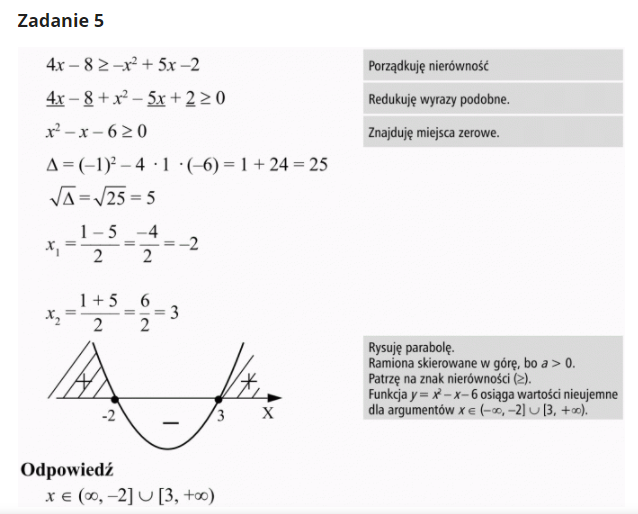 Zadanie 5
4x – 8 ≥ –x² + 5x –2
Porządkuję nierówność
4x – 8 + x² – 5x + 2 ≥ 0
Redukuję wyrazy podobne.
x² – x – 6 ≥ 0
Znajduję miejsca zerowe.
Δ = (–1)² – 4 · 1 · (–6) = 1 + 24 = 25
√Δ = √25 = 5
x₁ = (1 – 5)/2 = –4/2 = –2
x₂ = (1 + 5)/2 = 6/2 = 3
Rysuję parabolę.
Ramiona skierowane w górę, bo a > 0.
Patrzę na znak nierówności (≥).
Funkcja y = x² – x – 6 osiąga wartości nieujemne
dla argumentów x ∈ (–∞, –2] ∪ [3, +∞).
+ +
-2 – 3 X
Odpowiedź
x ∈ (∞, –2] ∪ [3, +∞)